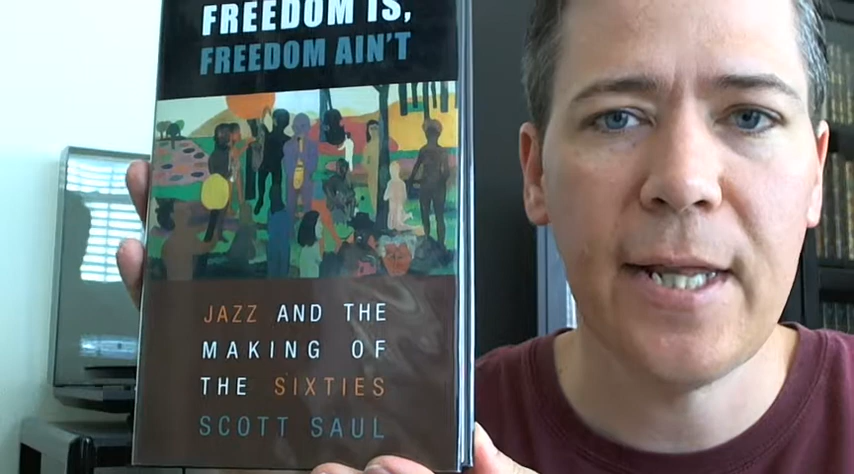 FREEDOM IS,
FREEDOM AIN'T
JAZZ AND THE
MAKING OF
THE SIXTIES
SCOTT SAUL